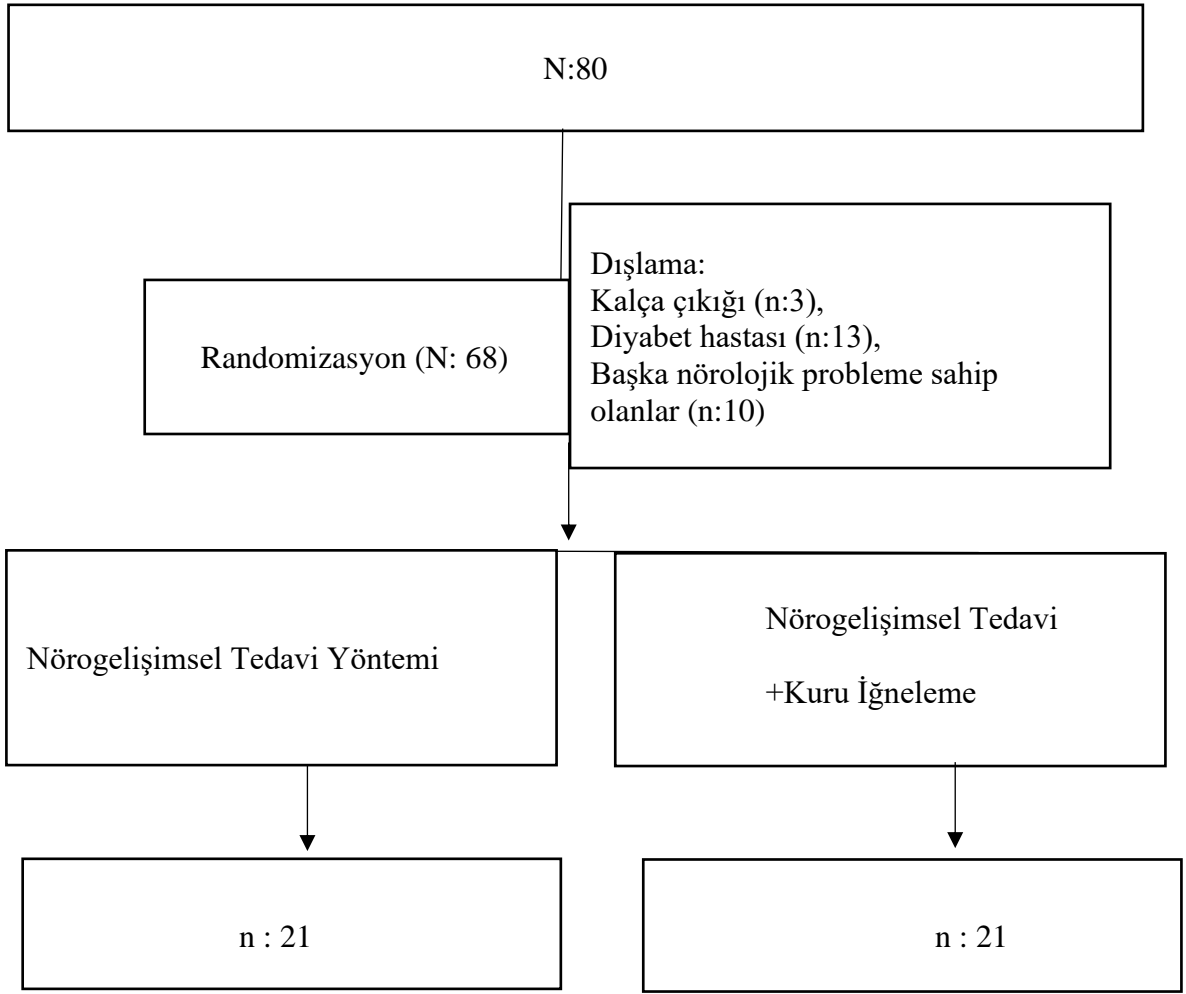 N:80
Dışlama:
Kalça çıkığı (n:3),
Diyabet hastası (n:13),
Başka nörolojik probleme sahip
olanlar (n:10)
Randomizasyon (N: 68)
Nörogelişimsel Tedavi Yöntemi
Nörogelişimsel Tedavi
+Kuru İğneleme
n : 21
n : 21